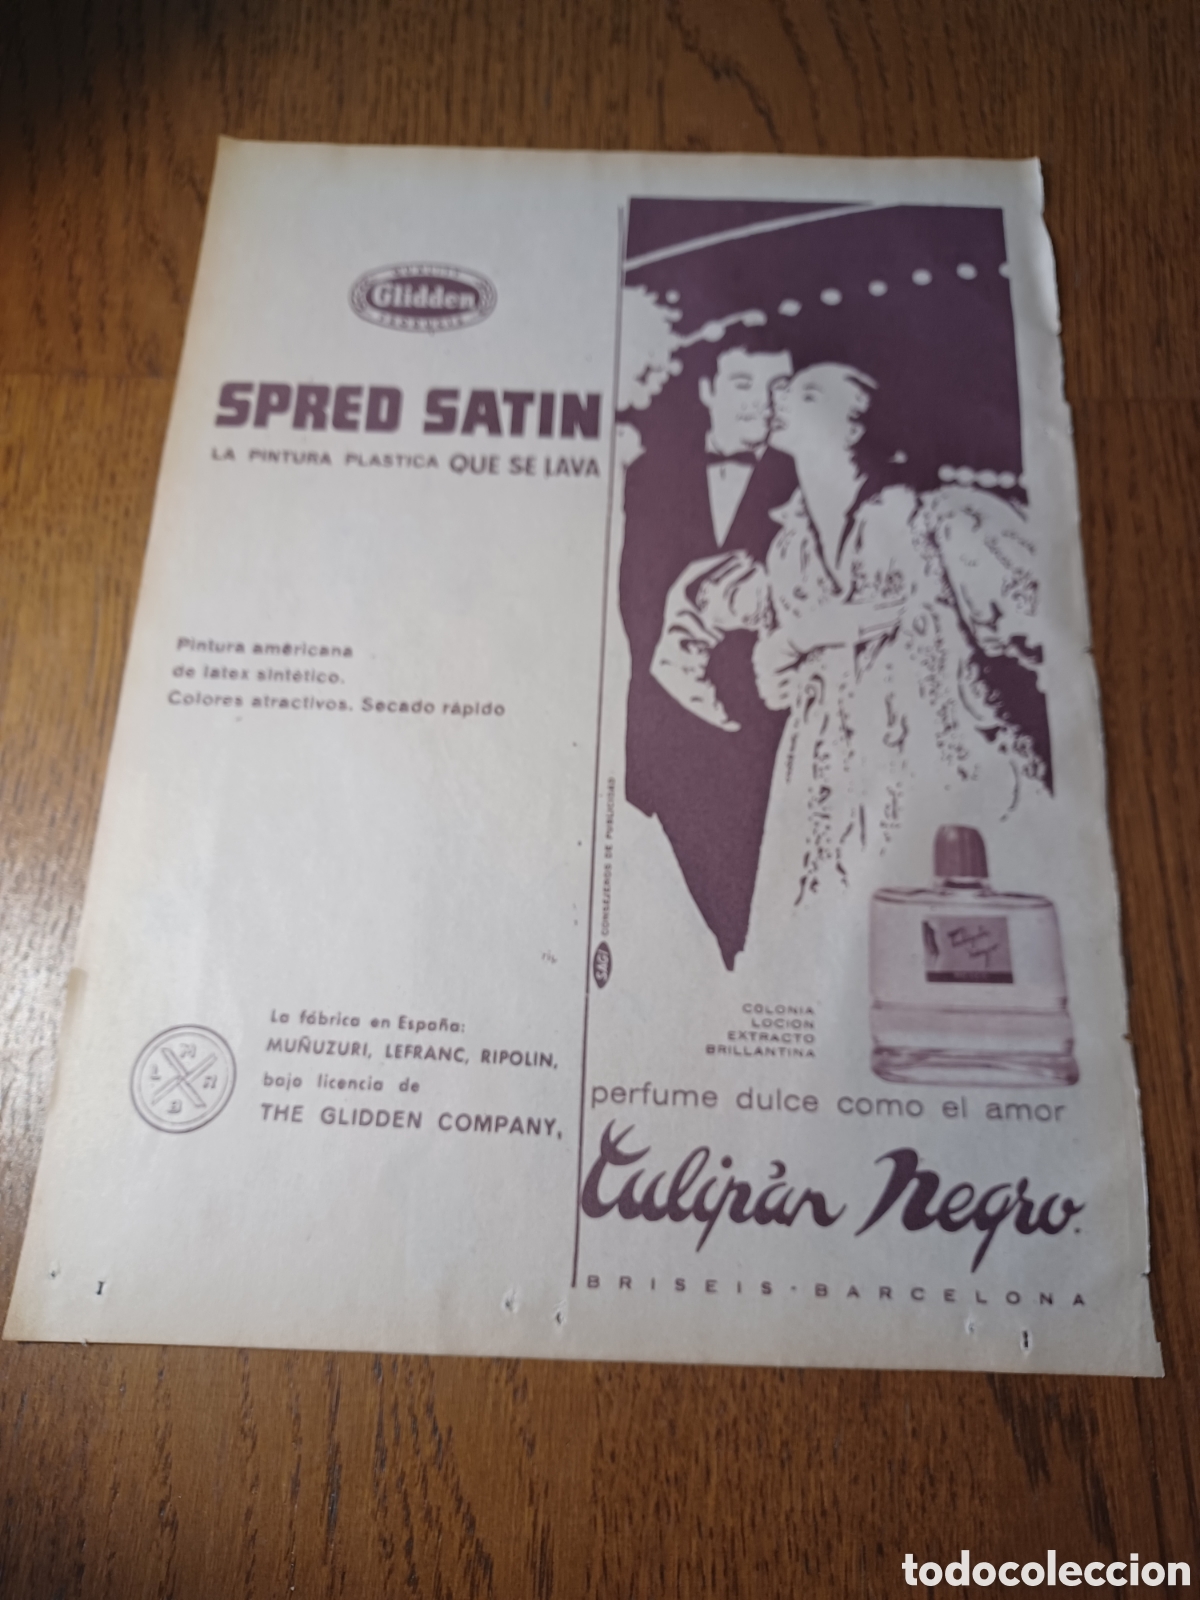 Glidden
SPRED SATIN
LA PINTURA PLASTICA QUE SE LAVA
Pintura américana
de latex sintético.
Colores atractivos. Secado rápido
La fábrica en España:
MUÑUZURI, LEFRANC, RIPOLIN,
bajo licencia de
THE GLIDDEN COMPANY,
I
SAGI CONSEJEROS DE PUBLICIDAD
COLONIA
LOCION
EXTRACTO
BRILLANTINA
perfume dulce como el amor
Tulipán Negro.
BRISEIS - BARCELONA
todocoleccion